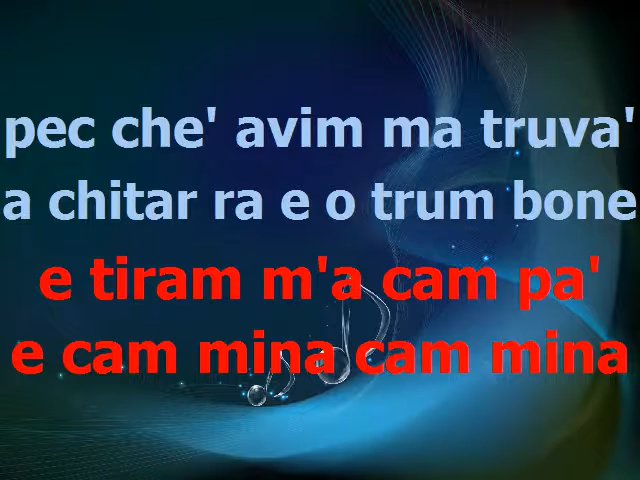 pec che' avim ma truva'
a chitar ra e o trum bone
e tiram m'a cam pa'
e cam mina cam mina